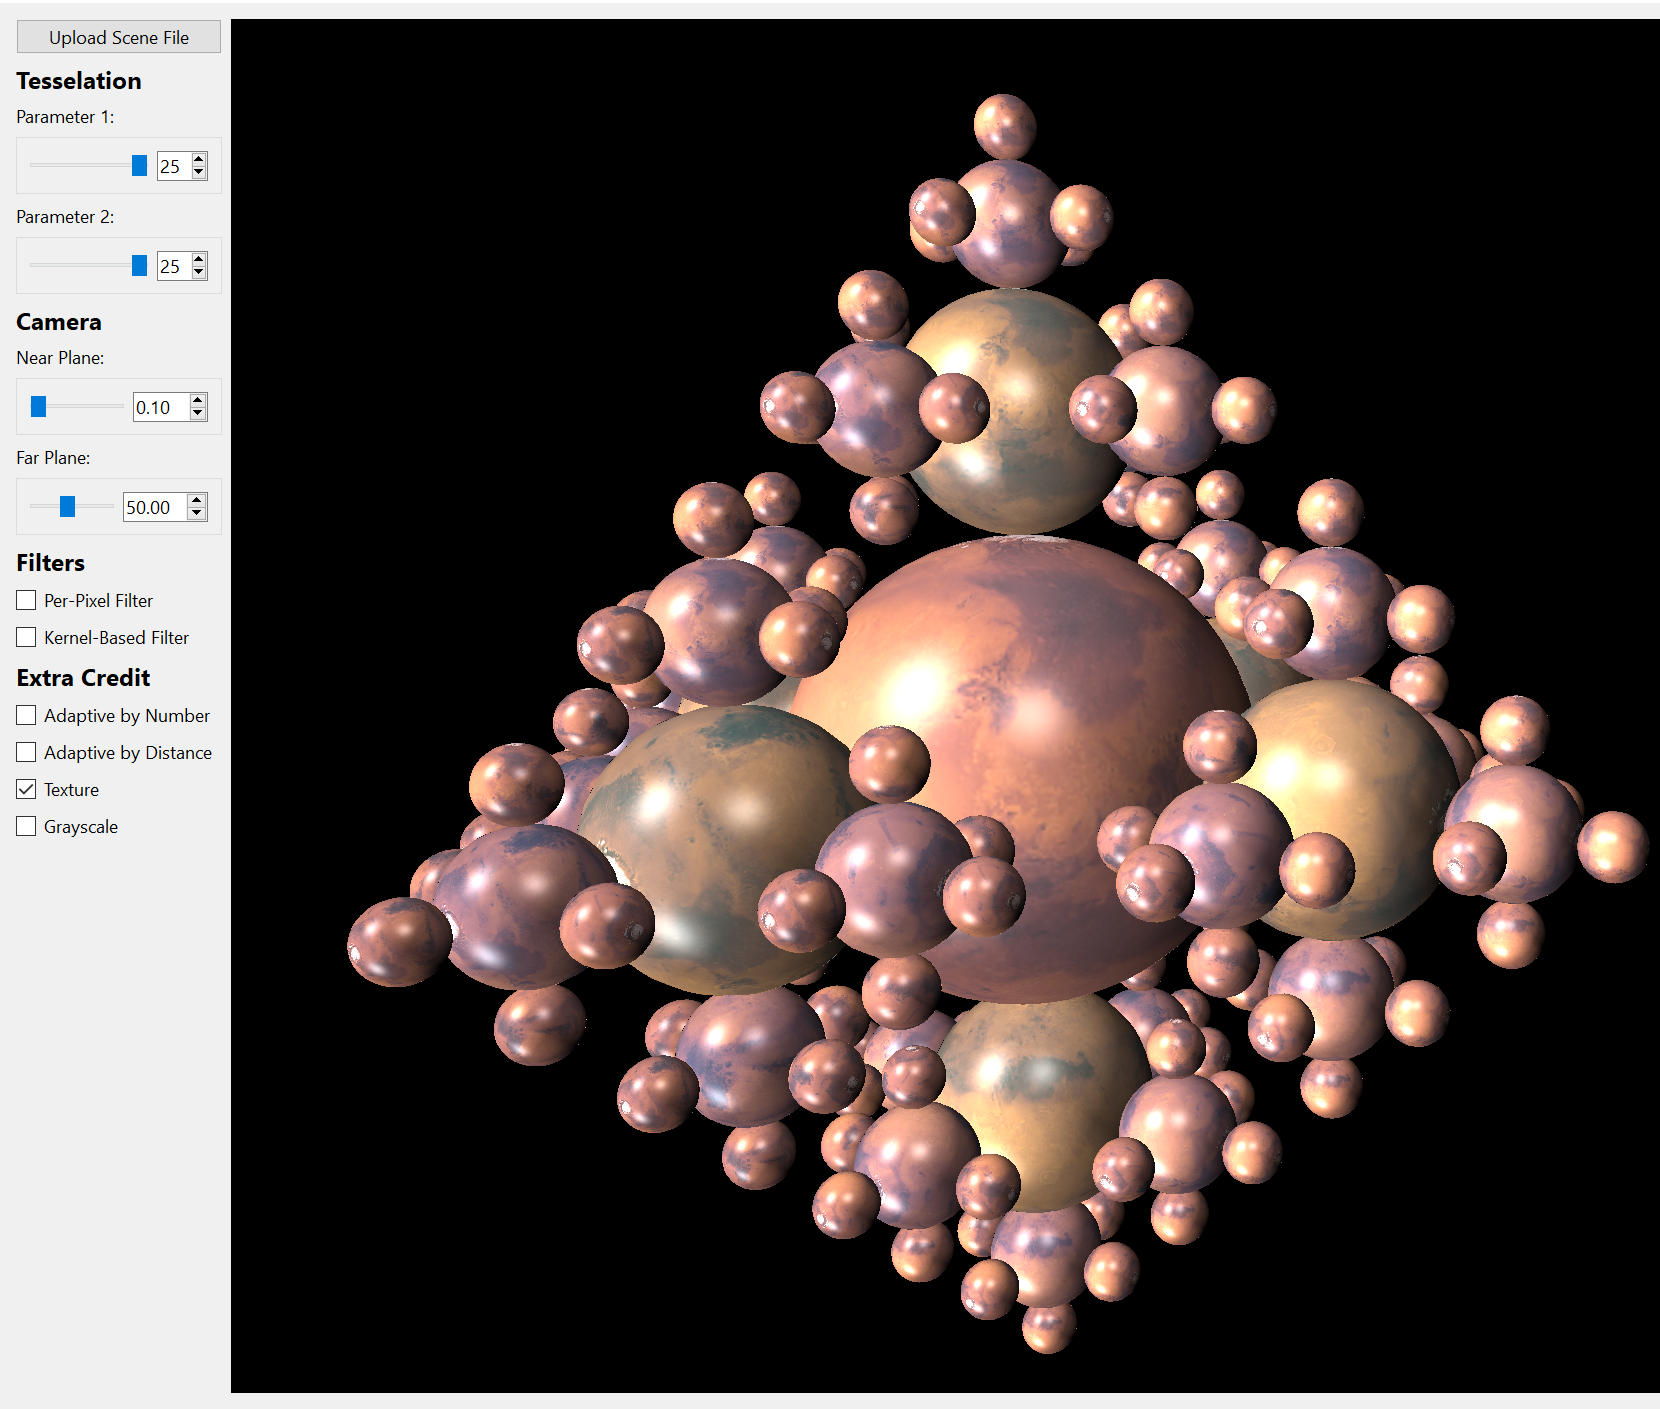 Upload Scene File
Tesselation
Parameter 1:
25
Parameter 2:
25
Camera
Near Plane:
0.10
Far Plane:
50.00
Filters
Per-Pixel Filter
Kernel-Based Filter
Extra Credit
Adaptive by Number
Adaptive by Distance
Texture
Grayscale